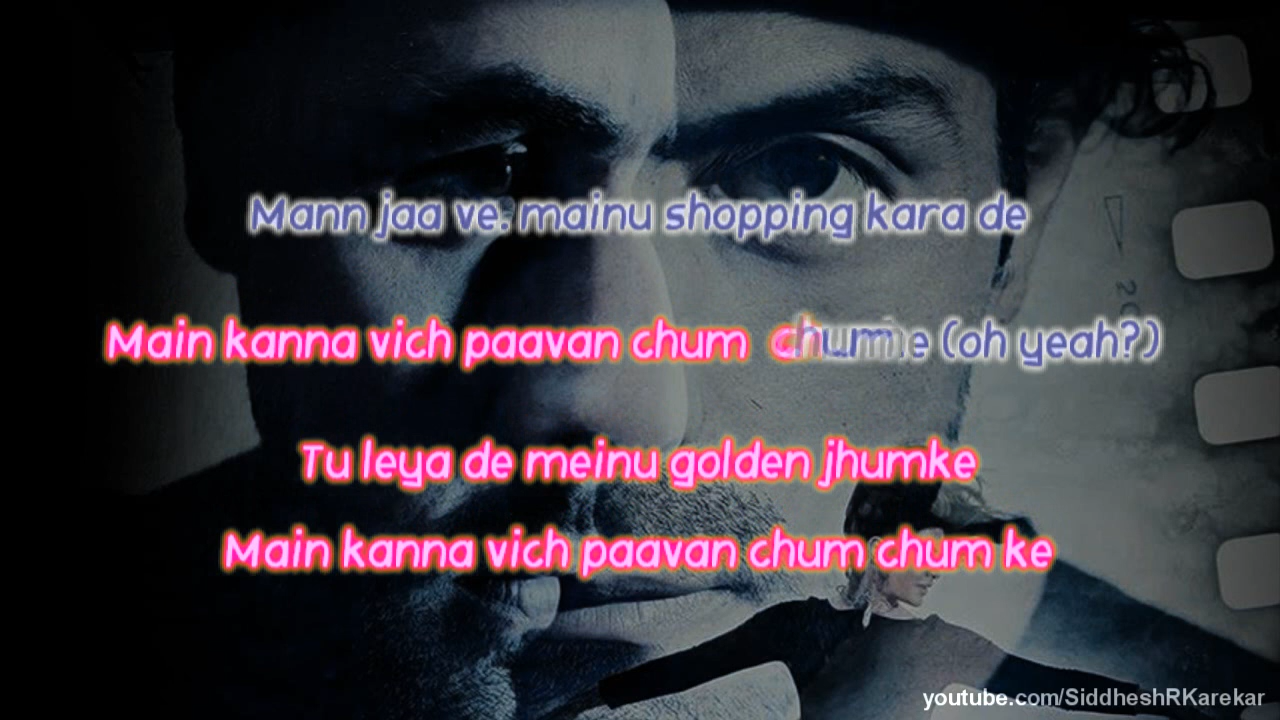 Mann jaa ve. mainu shopping kara de
Main kanna vich paavan chum chum ke (oh yeah?)
Tu leya de meinu golden jhumke
Main kanna vich paavan chum chum ke
20
youtube.com/SiddheshRKarekar